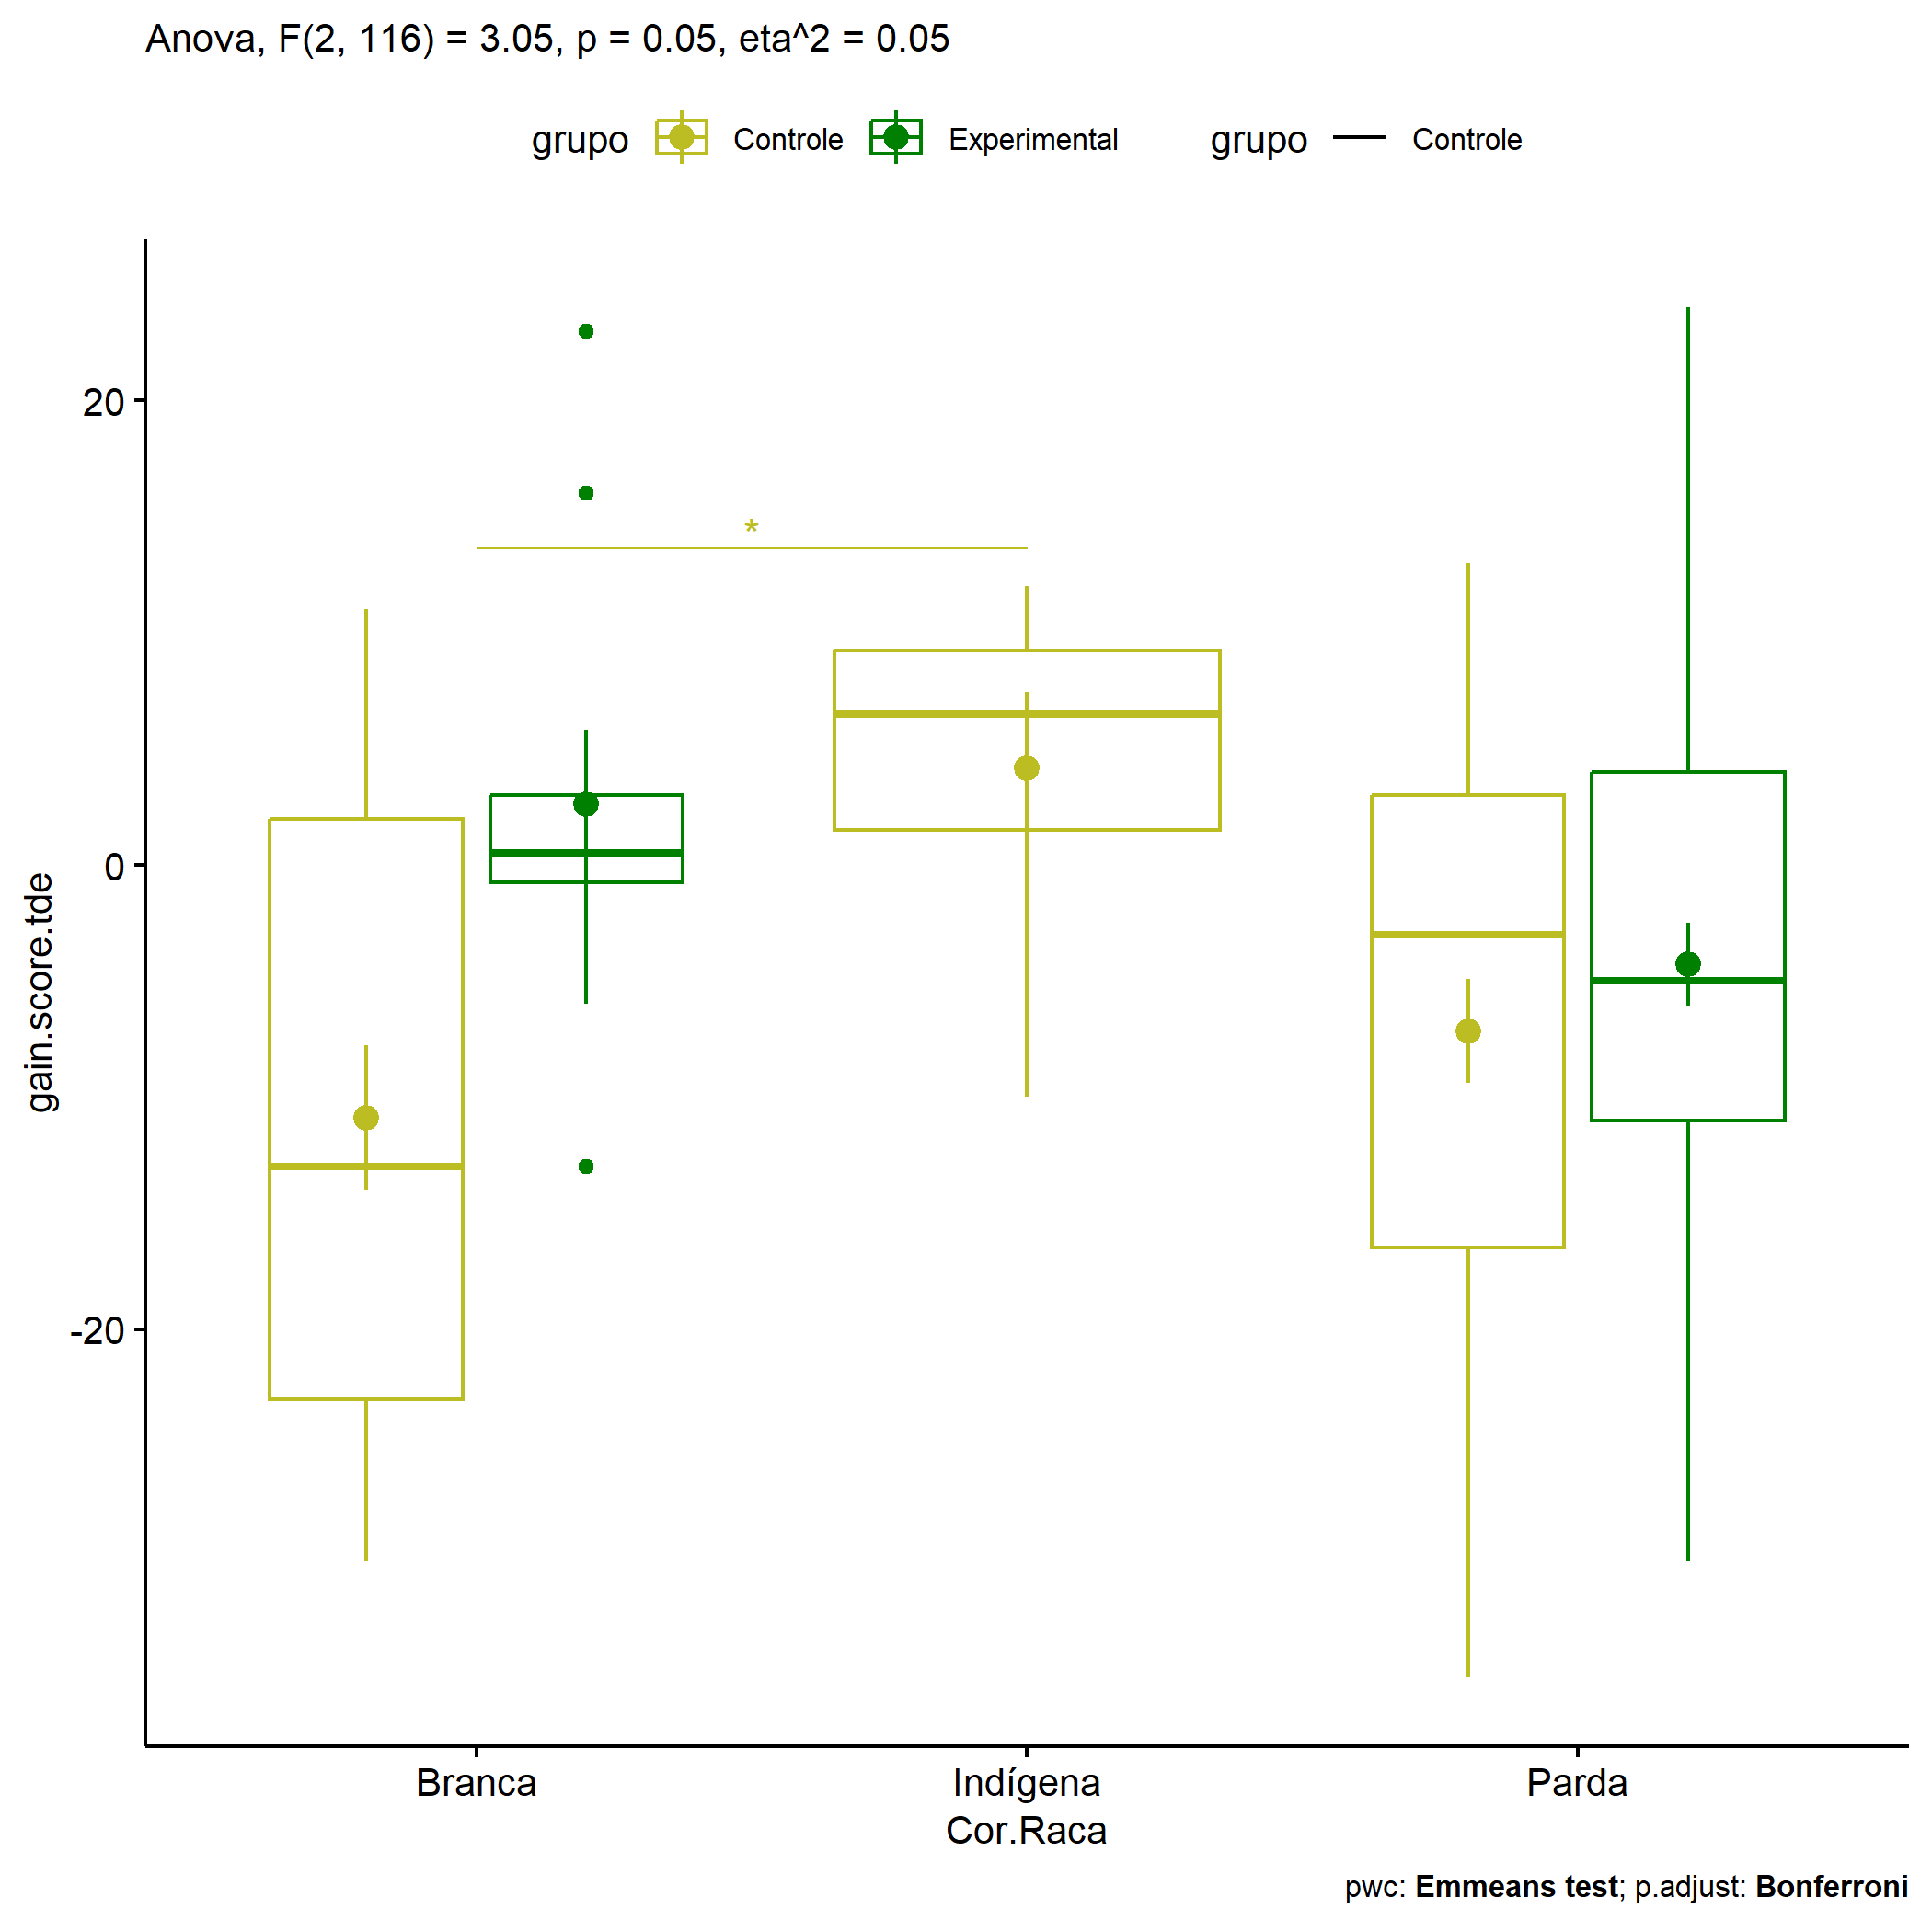 Anova, F(2, 116) = 3.05, p = 0.05, eta^2 = 0.05
grupo Controle Experimental grupo Controle
20
*
0
-20
gain.score.tde
Branca Indígena Parda
Cor.Raca
pwc: Emmeans test; p.adjust: Bonferroni